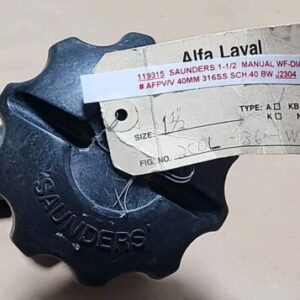 Alfa Laval
119315 SAUNDERS 1-1/2 MANUAL WF-DIA
# AFPV/V 40MM 316SS SCH.40 BW J2304
TYPE: A KB
K N
SIZE: 1½
FIG. NO.
SAUNDERS